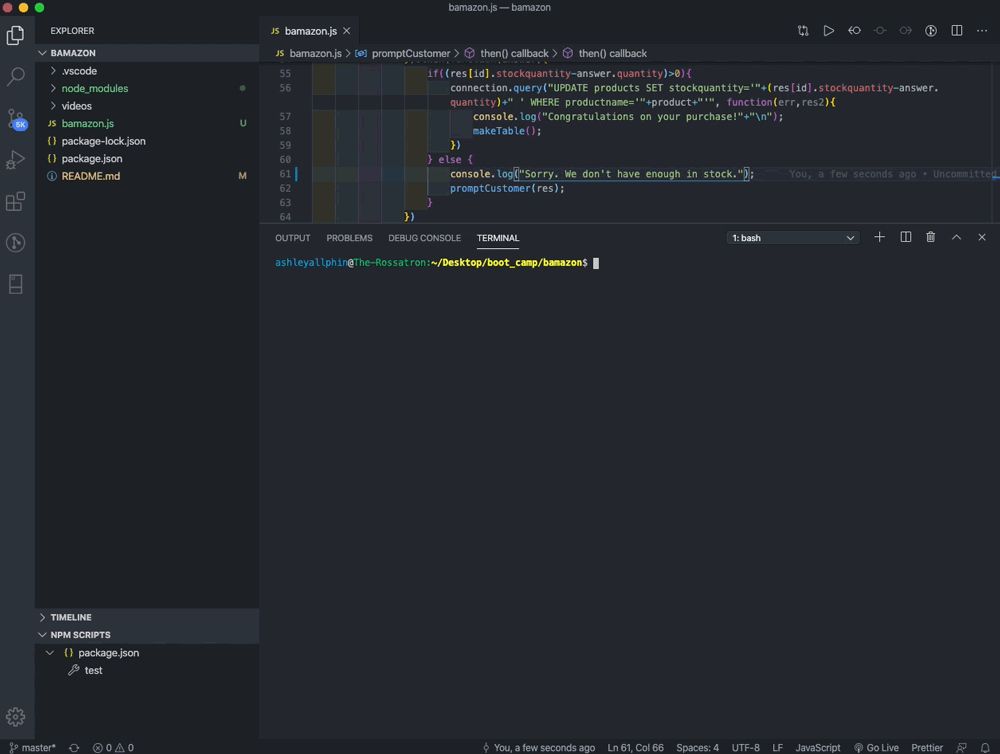 bamazon.js — bamazon
EXPLORER
BAMAZON
.vscode
node_modules
videos
JS bamazon.js U
{} package-lock.json
{} package.json
README.md M
5K
TIMELINE
NPM SCRIPTS
{} package.json
test
JS bamazon.js
JS bamazon.js > promptCustomer > then() callback > then() callback
55 if((res[id].stockquantity-answer.quantity)>0){
56 connection.query("UPDATE products SET stockquantity='"+(res[id].stockquantity-answer.
quantity)+" ' WHERE productname='"+product+"'", function(err,res2){
57 console.log("Congratulations on your purchase!"+"\n");
58 makeTable();
59 })
60 } else {
61 console.log("Sorry. We don't have enough in stock."); You, a few seconds ago • Uncommitted
62 promptCustomer(res);
63 }
64 })
OUTPUT PROBLEMS DEBUG CONSOLE TERMINAL 1: bash
ashleyallphin@The-Rossatron:~/Desktop/boot_camp/bamazon$
master* 0 0 You, a few seconds ago Ln 61, Col 66 Spaces: 4 UTF-8 LF JavaScript Go Live Prettier